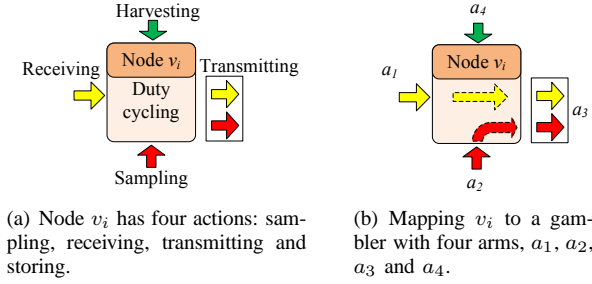 Harvesting
Node vi
Receiving
Transmitting
Duty
cycling
Sampling
(a) Node vi has four actions: sam-
pling, receiving, transmitting and
storing.
a4
Node vi
a1
a3
a2
(b) Mapping vi to a gam-
bler with four arms, a1, a2,
a3 and a4.